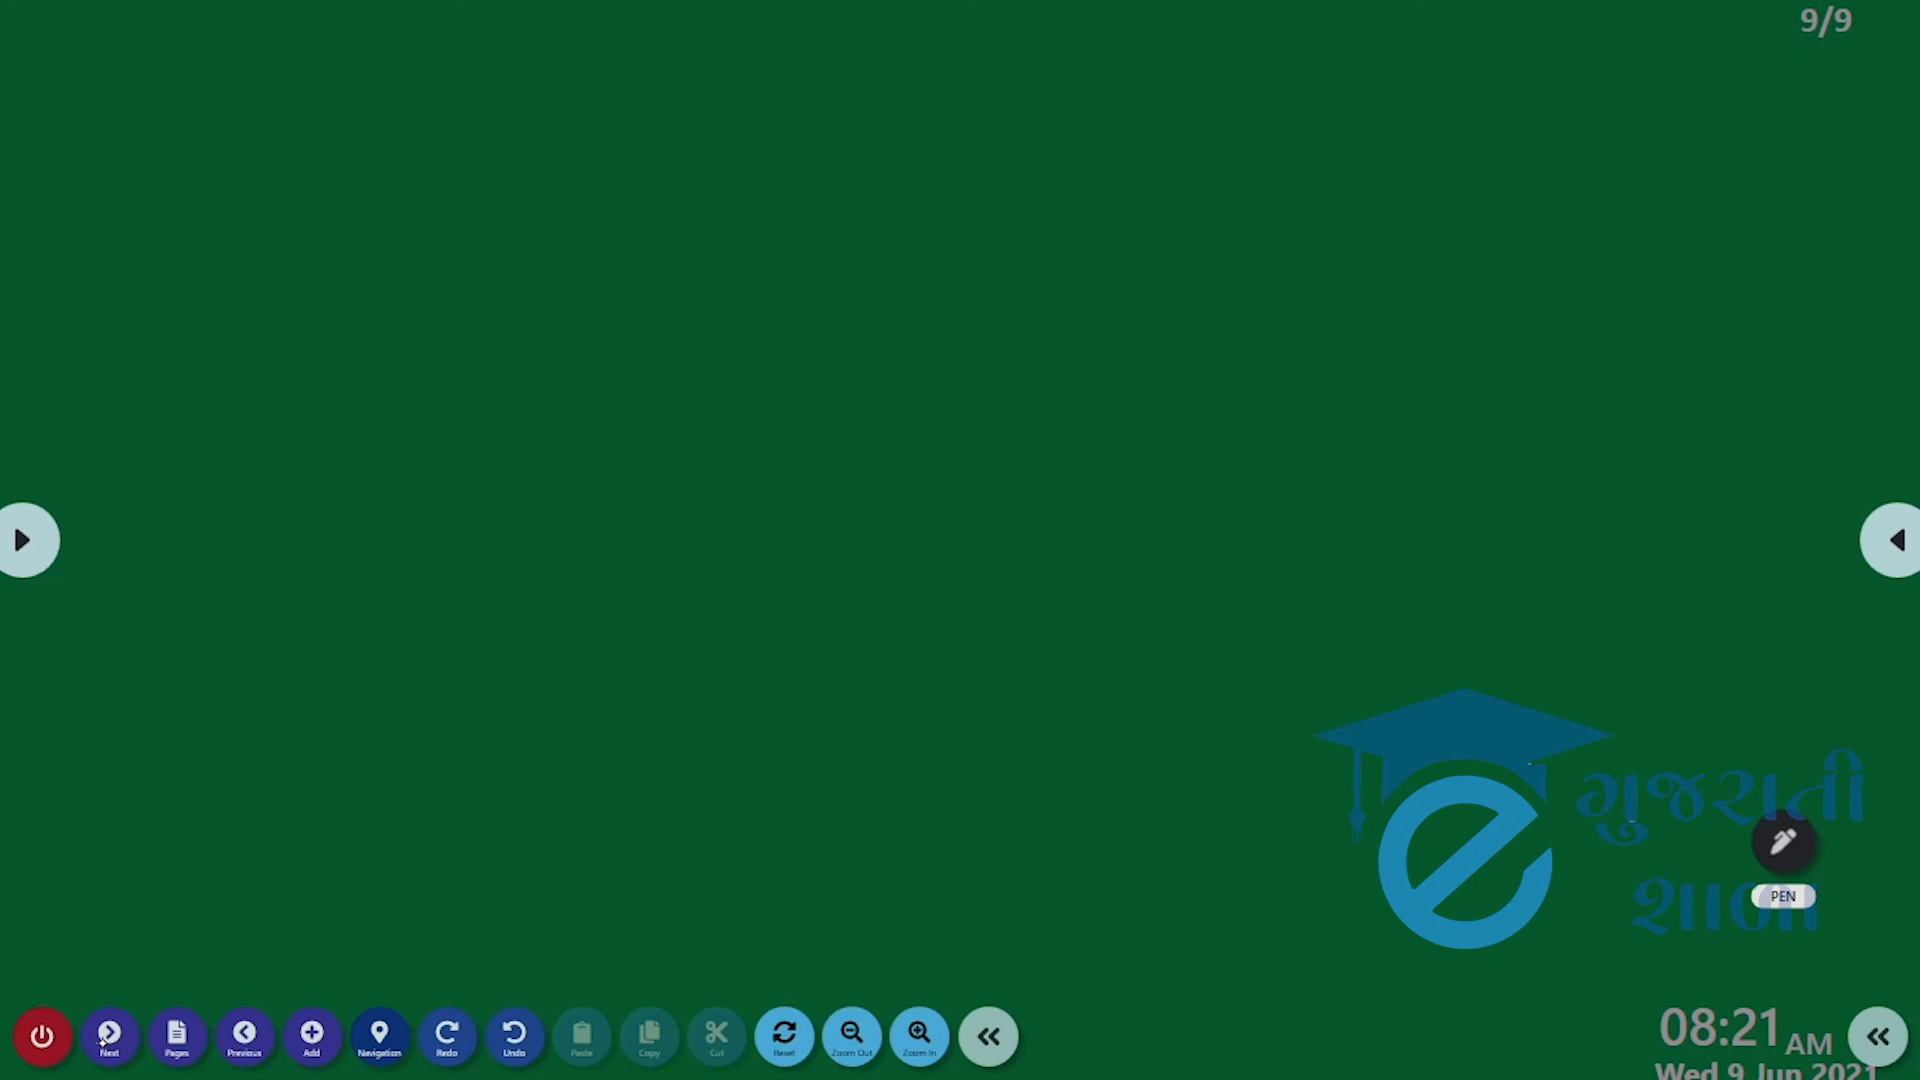 9/9
ગુજરાતી
PEN
શાળા
Next
Pages
Previous
Add
Navigation
Redo
Undo
Paste
Copy
Cut
Reset
Zoom Out
Zoom In
08:21 AM
Wed 9 Jun 2021